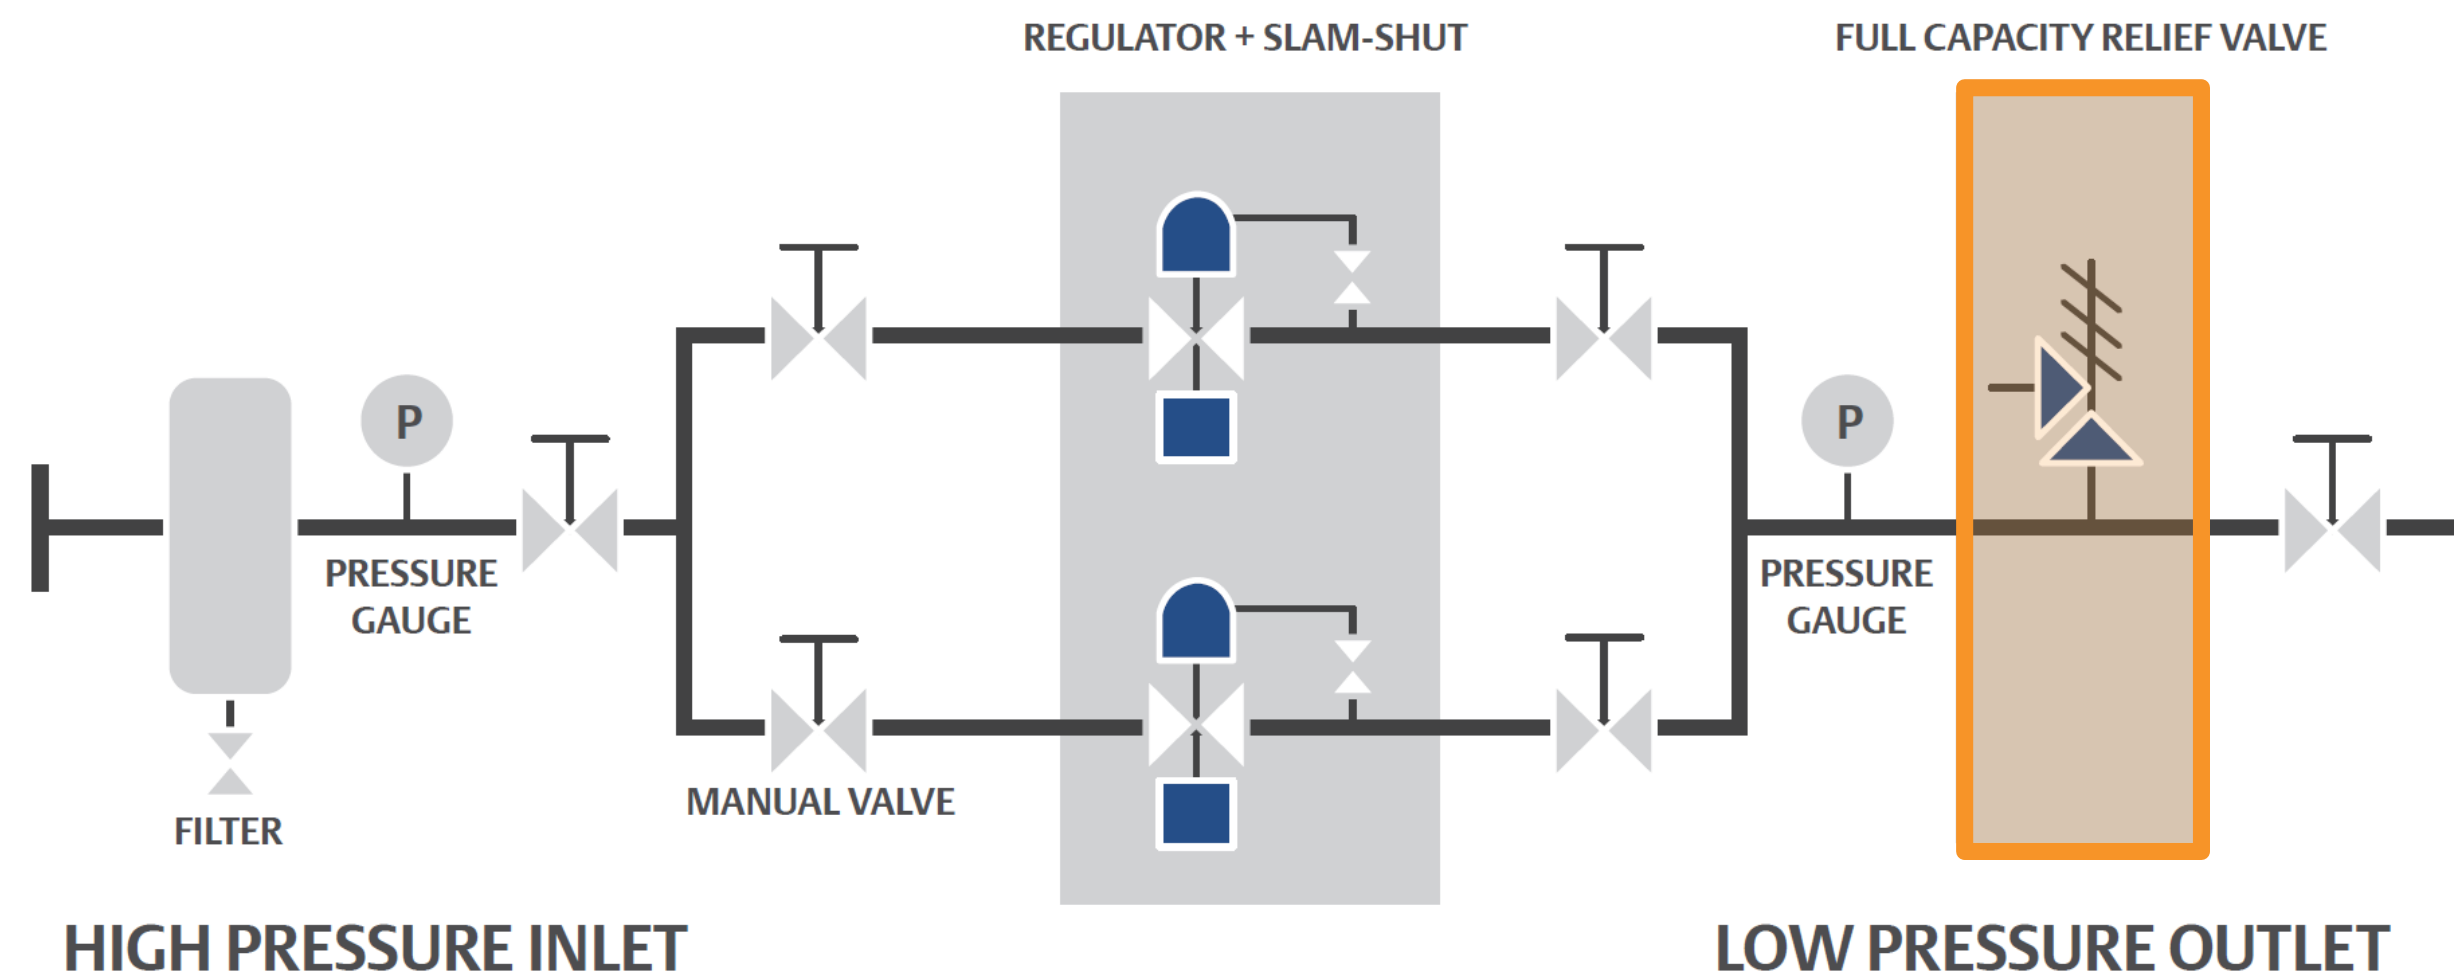 REGULATOR + SLAM-SHUT
FULL CAPACITY RELIEF VALVE
P
P
PRESSURE
GAUGE
PRESSURE
GAUGE
MANUAL VALVE
FILTER
HIGH PRESSURE INLET
LOW PRESSURE OUTLET